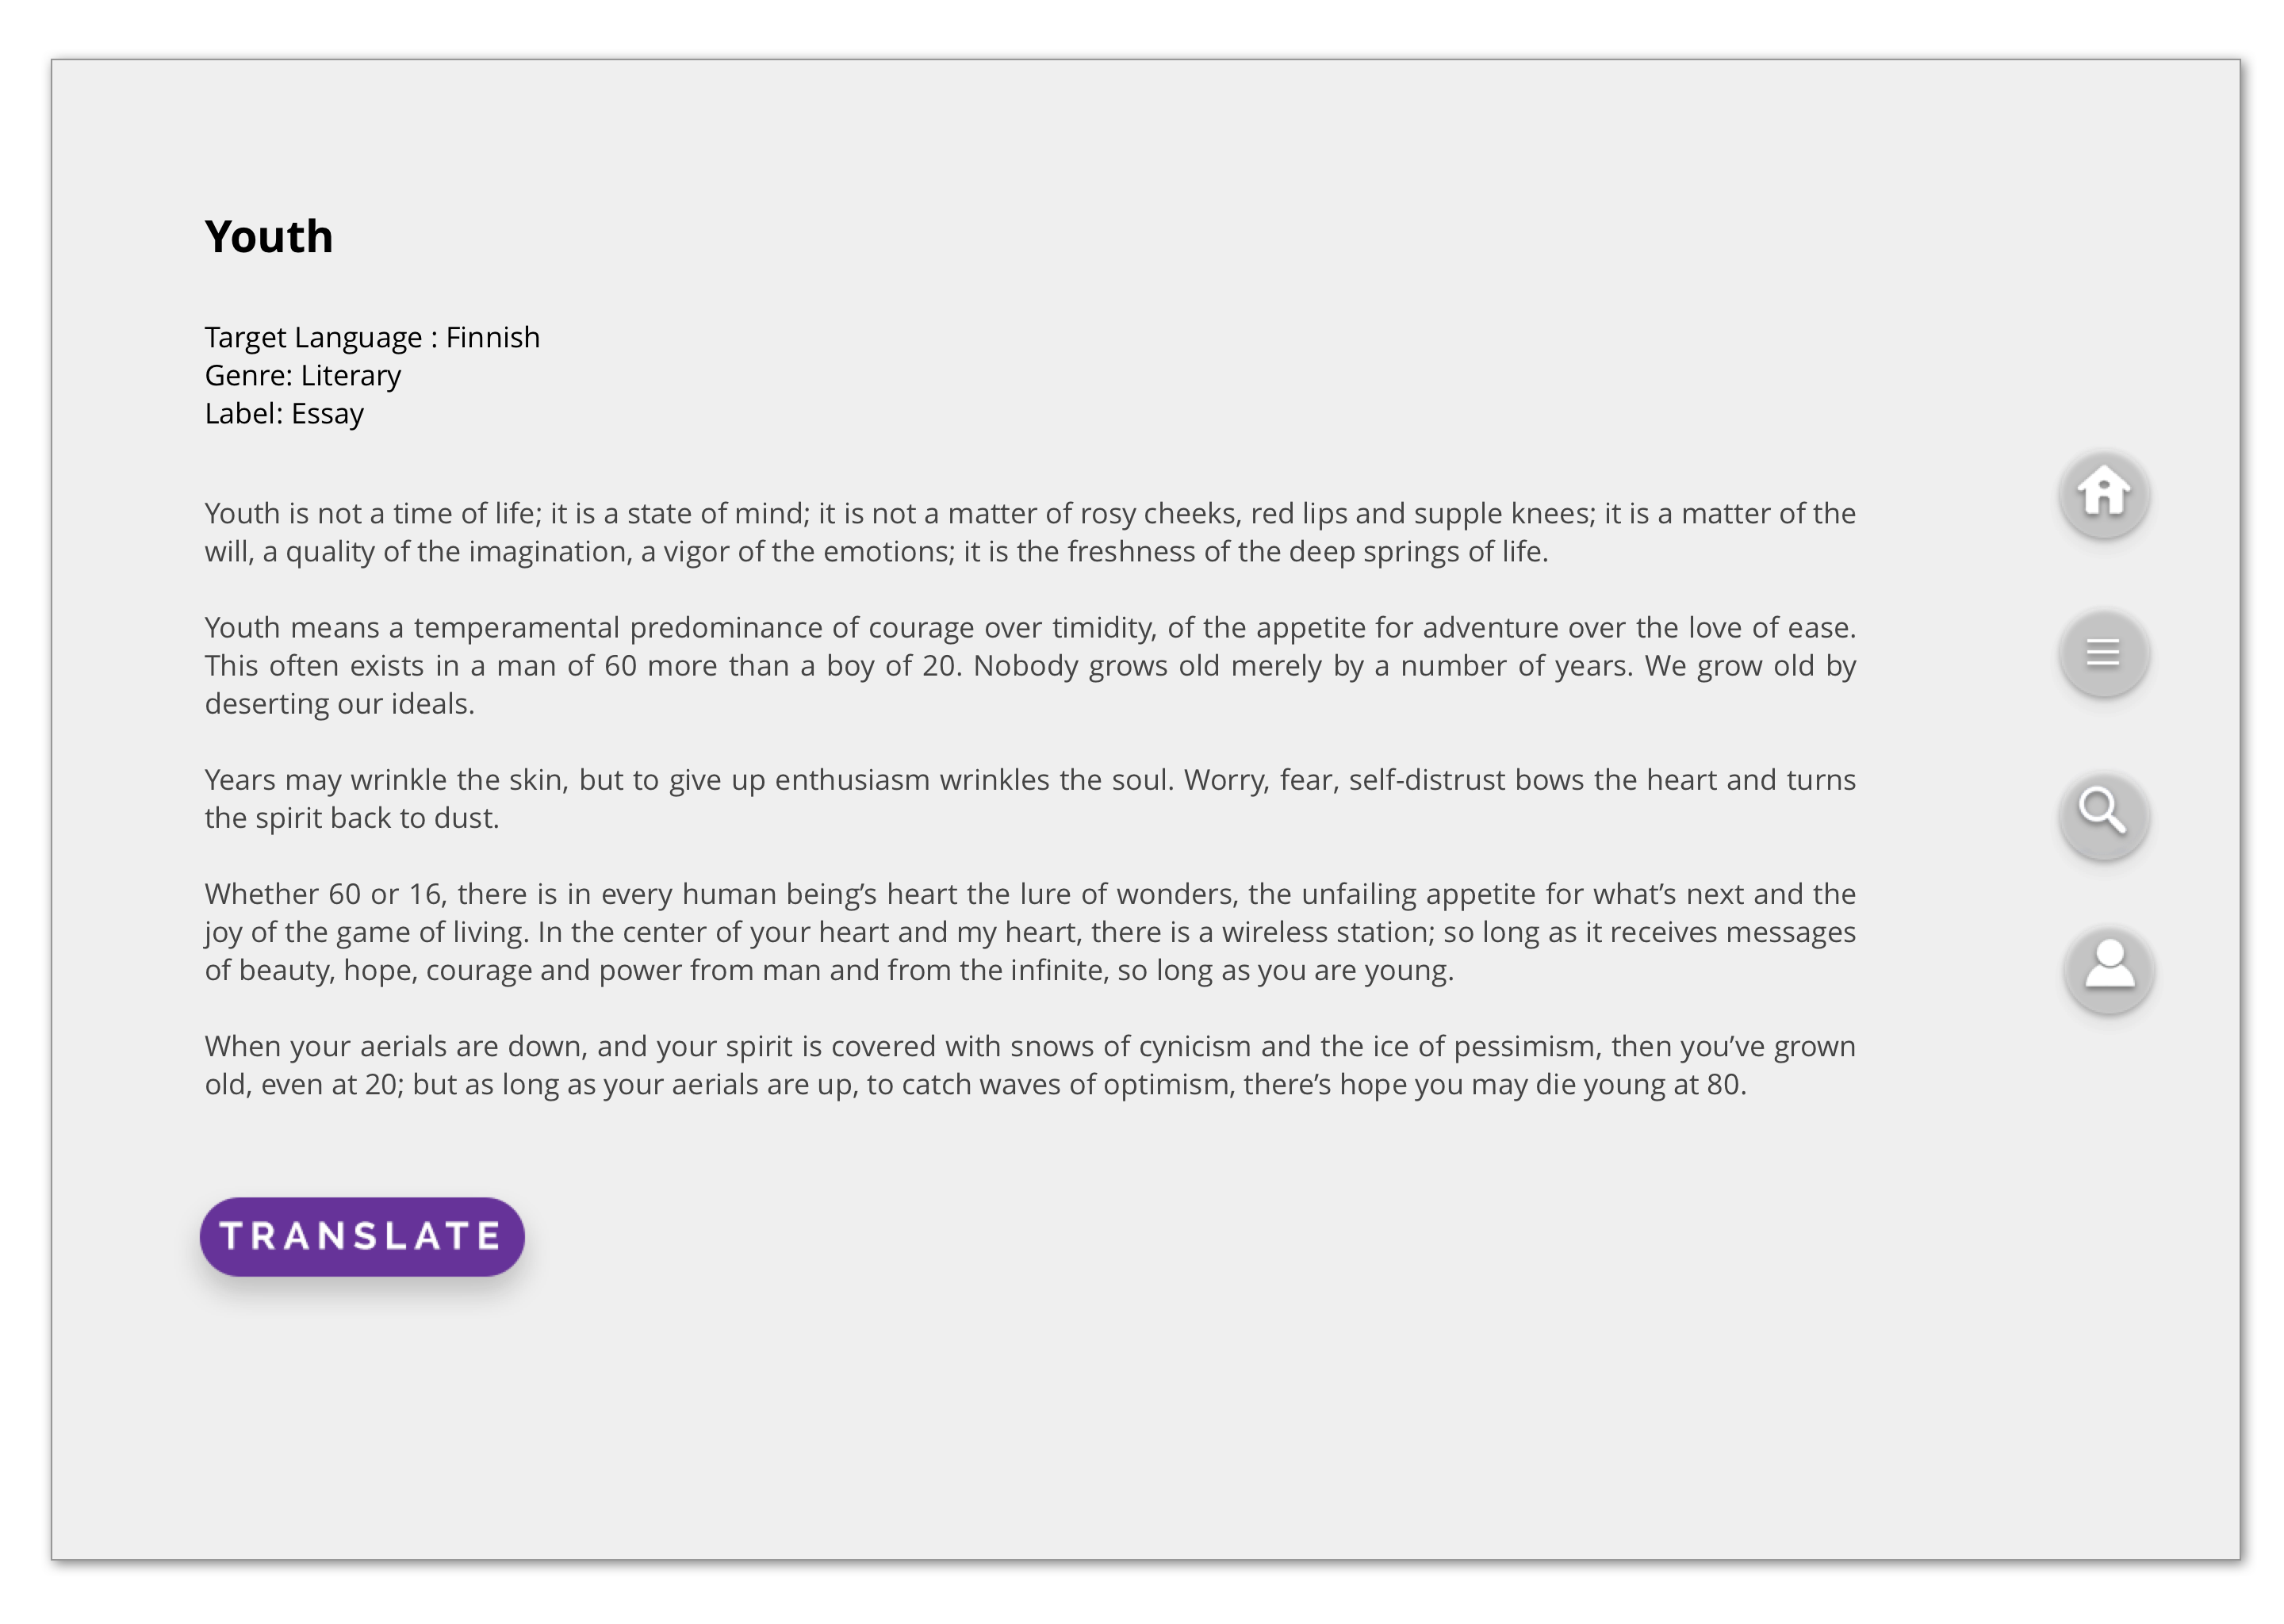 Youth
Target Language : Finnish
Genre: Literary
Label: Essay
Youth is not a time of life; it is a state of mind; it is not a matter of rosy cheeks, red lips and supple knees; it is a matter of the
will, a quality of the imagination, a vigor of the emotions; it is the freshness of the deep springs of life.
Youth means a temperamental predominance of courage over timidity, of the appetite for adventure over the love of ease.
This often exists in a man of 60 more than a boy of 20. Nobody grows old merely by a number of years. We grow old by
deserting our ideals.
Years may wrinkle the skin, but to give up enthusiasm wrinkles the soul. Worry, fear, self-distrust bows the heart and turns
the spirit back to dust.
Whether 60 or 16, there is in every human being’s heart the lure of wonders, the unfailing appetite for what’s next and the
joy of the game of living. In the center of your heart and my heart, there is a wireless station; so long as it receives messages
of beauty, hope, courage and power from man and from the infinite, so long as you are young.
When your aerials are down, and your spirit is covered with snows of cynicism and the ice of pessimism, then you’ve grown
old, even at 20; but as long as your aerials are up, to catch waves of optimism, there’s hope you may die young at 80.
TRANSLATE